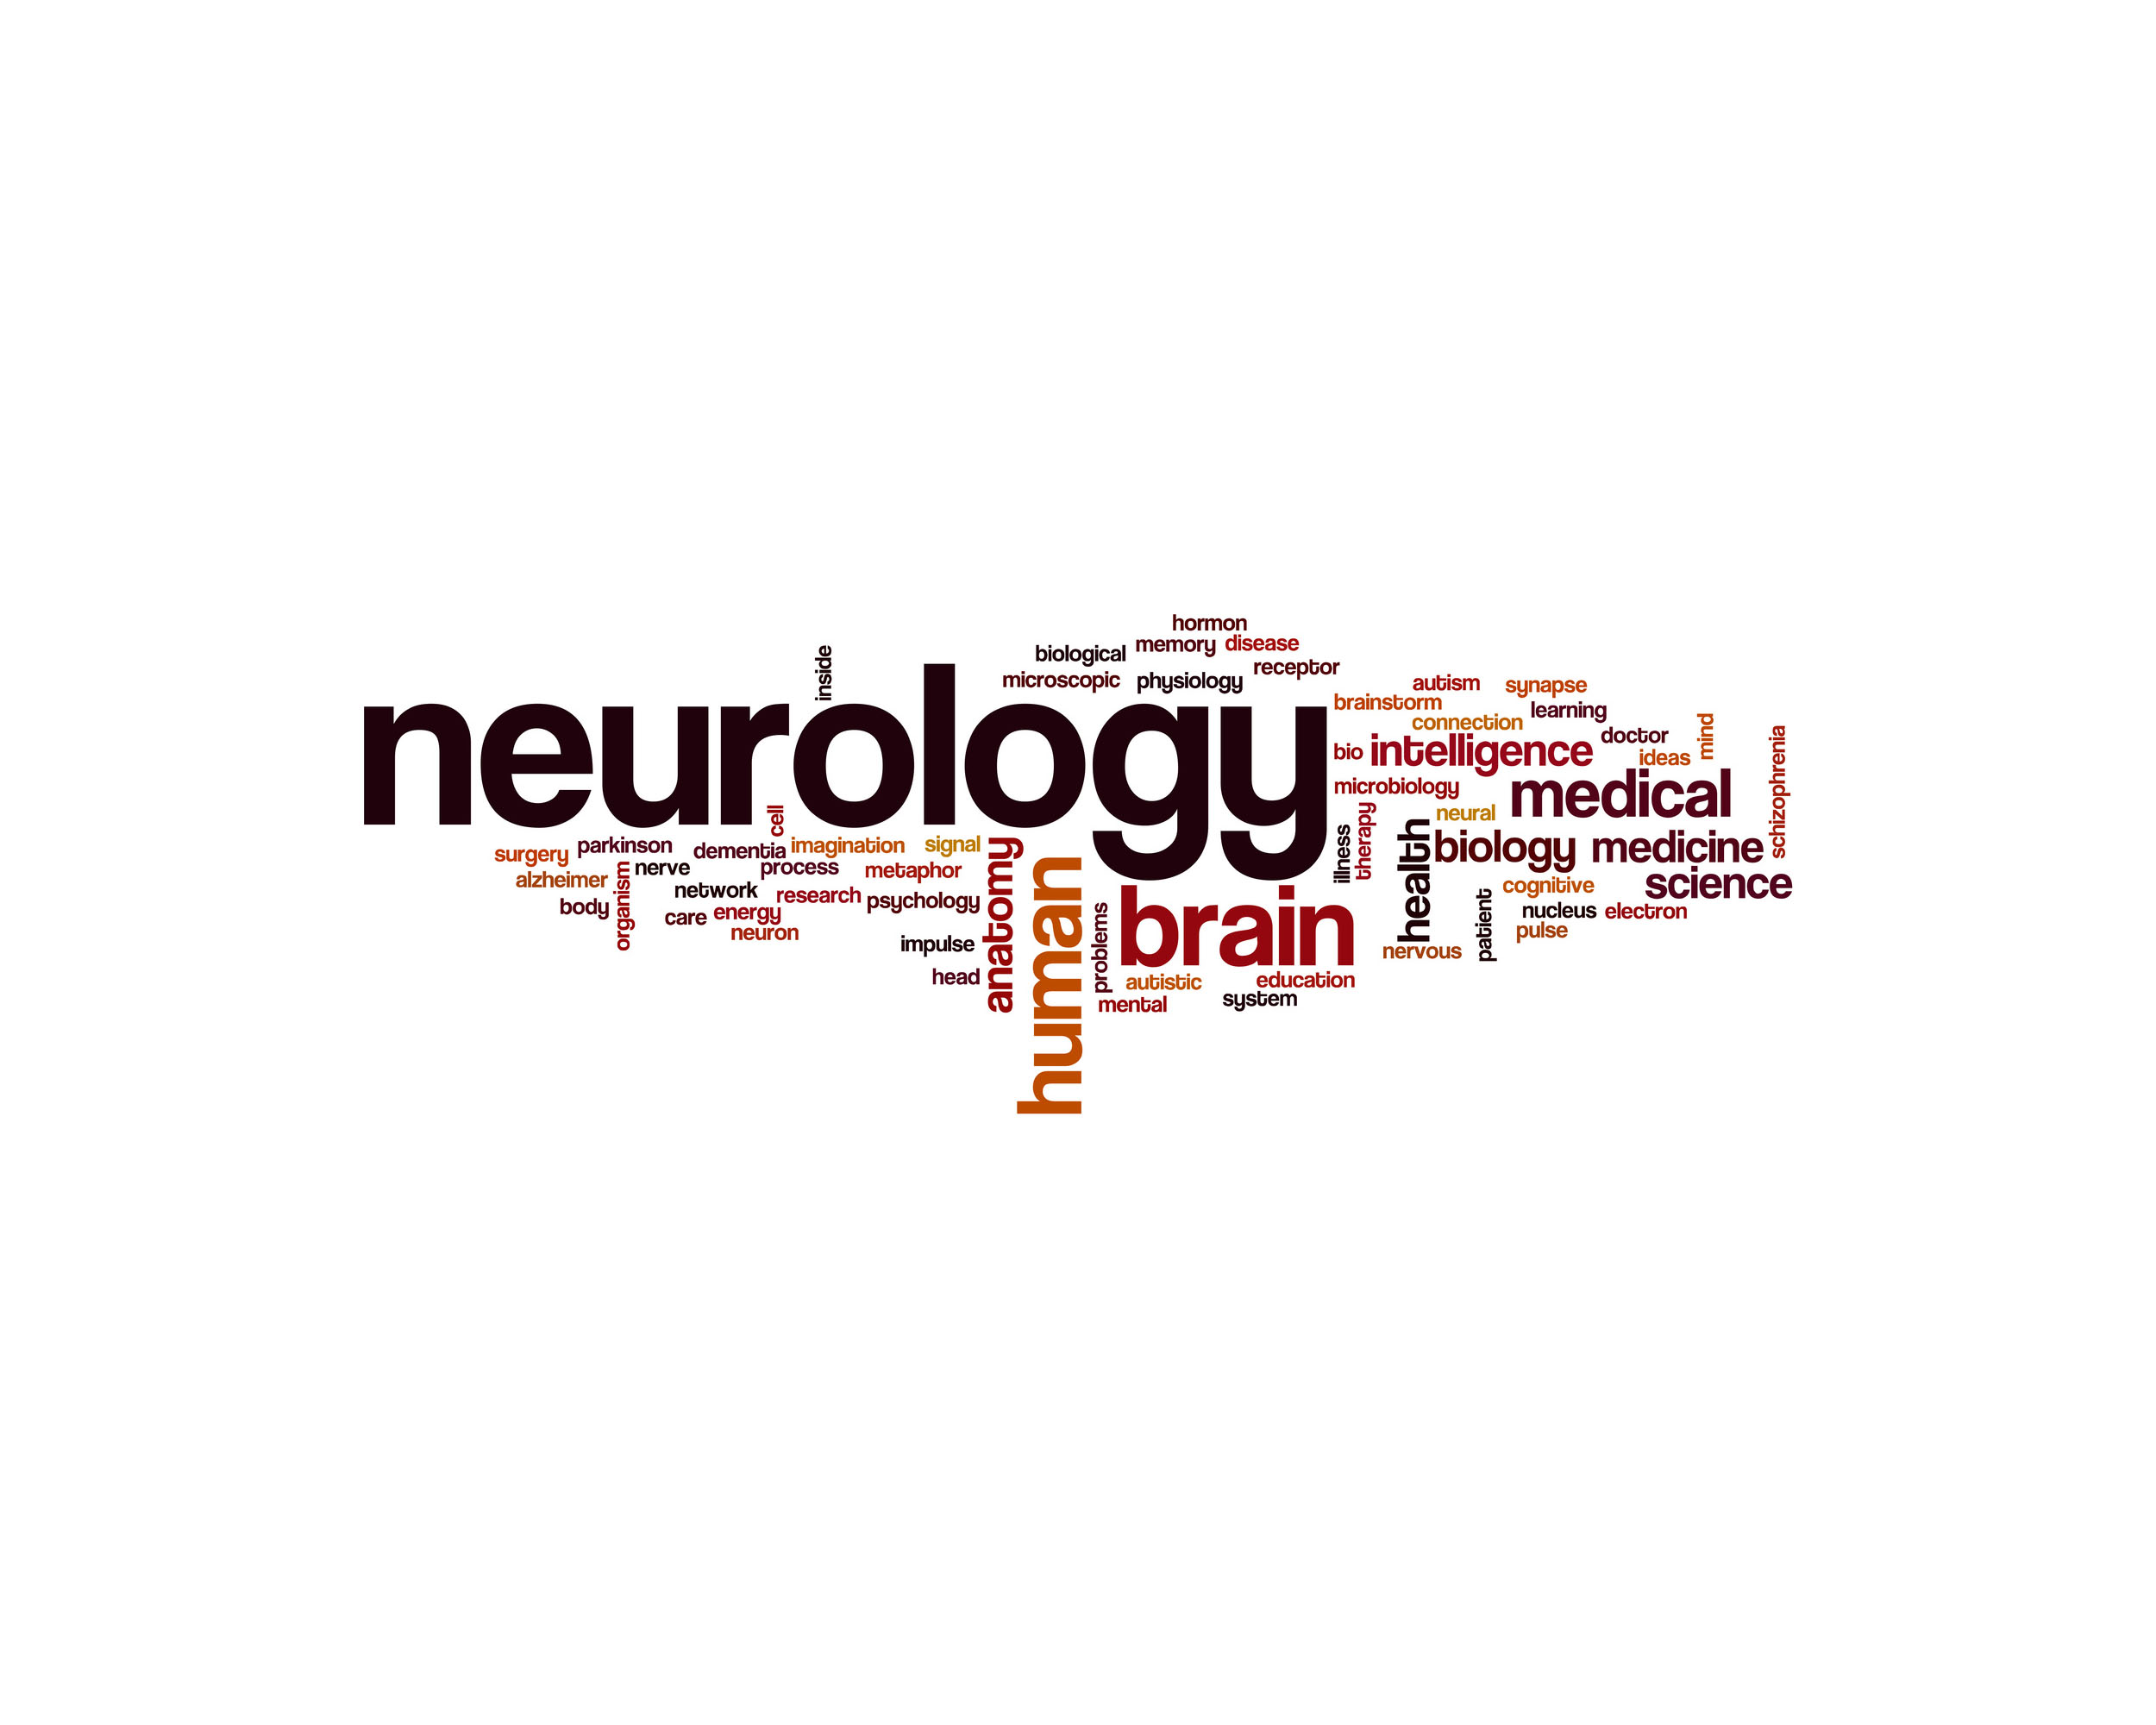 hormon
memory disease
biological
inside
receptor
microscopic physiology
autism synapse
brainstorm
learning
connection
doctor
mind
neurology
bio intelligence
ideas
schizophrenia
microbiology
medical
neural
cell
therapy
illness
surgery parkinson dementia imagination signal
health
biology medicine
nerve process metaphor
anatomy
human
alzheimer
organism
network research psychology
cognitive science
body care energy
brain
problems
nucleus electron
neuron
patient
pulse
impulse
nervous
head
autistic education
mental system